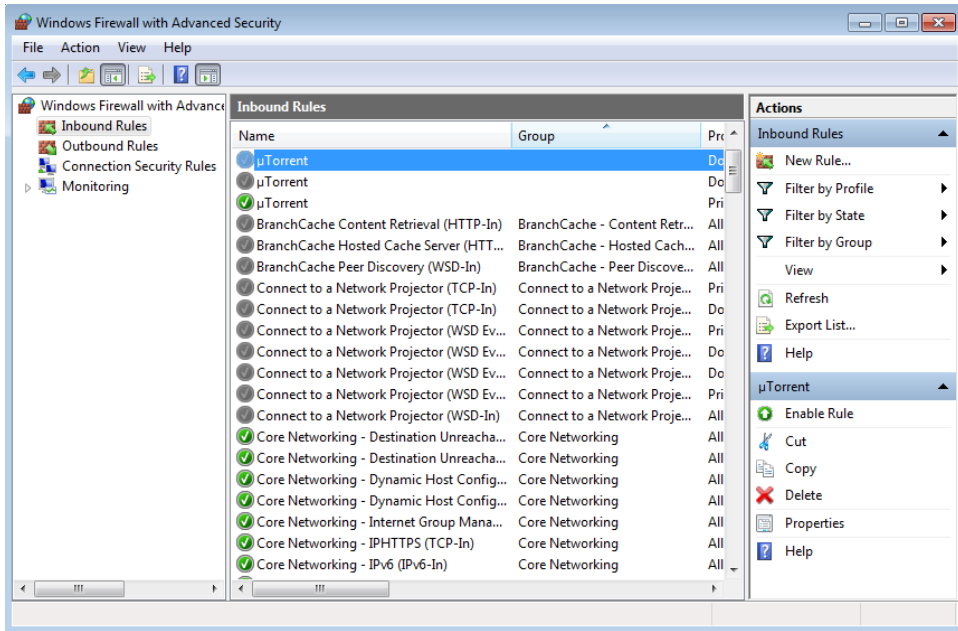 Windows Firewall with Advanced Security
File Action View Help
Windows Firewall with Advance
Inbound Rules
Outbound Rules
Connection Security Rules
Monitoring
Inbound Rules
Name Group Pro
µTorrent Do
µTorrent Do
µTorrent Pri
BranchCache Content Retrieval (HTTP-In) BranchCache - Content Retr... All
BranchCache Hosted Cache Server (HTT... BranchCache - Hosted Cach... All
BranchCache Peer Discovery (WSD-In) BranchCache - Peer Discove... All
Connect to a Network Projector (TCP-In) Connect to a Network Proje... Pri
Connect to a Network Projector (TCP-In) Connect to a Network Proje... Do
Connect to a Network Projector (WSD Ev... Connect to a Network Proje... Pri
Connect to a Network Projector (WSD Ev... Connect to a Network Proje... Do
Connect to a Network Projector (WSD Ev... Connect to a Network Proje... Do
Connect to a Network Projector (WSD Ev... Connect to a Network Proje... Pri
Connect to a Network Projector (WSD-In) Connect to a Network Proje... All
Core Networking - Destination Unreacha... Core Networking All
Core Networking - Destination Unreacha... Core Networking All
Core Networking - Dynamic Host Config... Core Networking All
Core Networking - Dynamic Host Config... Core Networking All
Core Networking - Internet Group Mana... Core Networking All
Core Networking - IPHTTPS (TCP-In) Core Networking All
Core Networking - IPv6 (IPv6-In) Core Networking All
Actions
Inbound Rules
New Rule...
Filter by Profile
Filter by State
Filter by Group
View
Refresh
Export List...
Help
µTorrent
Enable Rule
Cut
Copy
Delete
Properties
Help